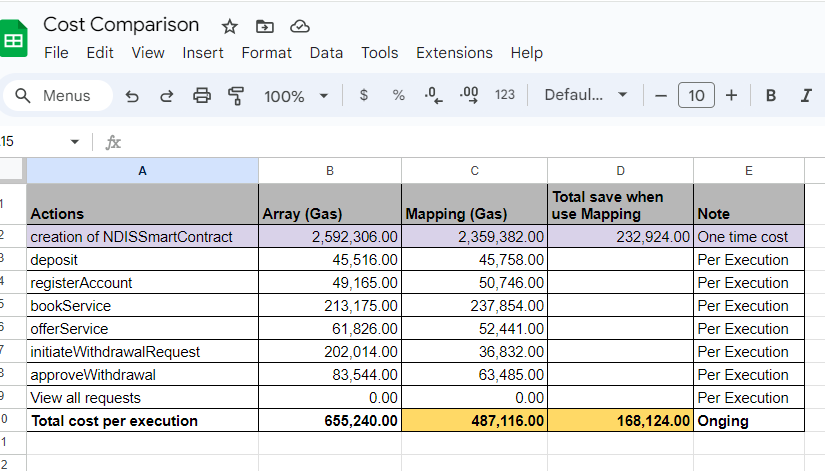 Cost Comparison
File Edit View Insert Format Data Tools Extensions Help
Menus 100% $ % .0 .00 123 Defaul... 10 B I
15 fx
A B C D E
1 Actions Array (Gas) Mapping (Gas) Total save when use Mapping Note
2 creation of NDISSmartContract 2,592,306.00 2,359,382.00 232,924.00 One time cost
3 deposit 45,516.00 45,758.00 Per Execution
4 registerAccount 49,165.00 50,746.00 Per Execution
5 bookService 213,175.00 237,854.00 Per Execution
6 offerService 61,826.00 52,441.00 Per Execution
7 initiateWithdrawalRequest 202,014.00 36,832.00 Per Execution
8 approveWithdrawal 83,544.00 63,485.00 Per Execution
9 View all requests 0.00 0.00 Per Execution
0 Total cost per execution 655,240.00 487,116.00 168,124.00 Onging
1
2